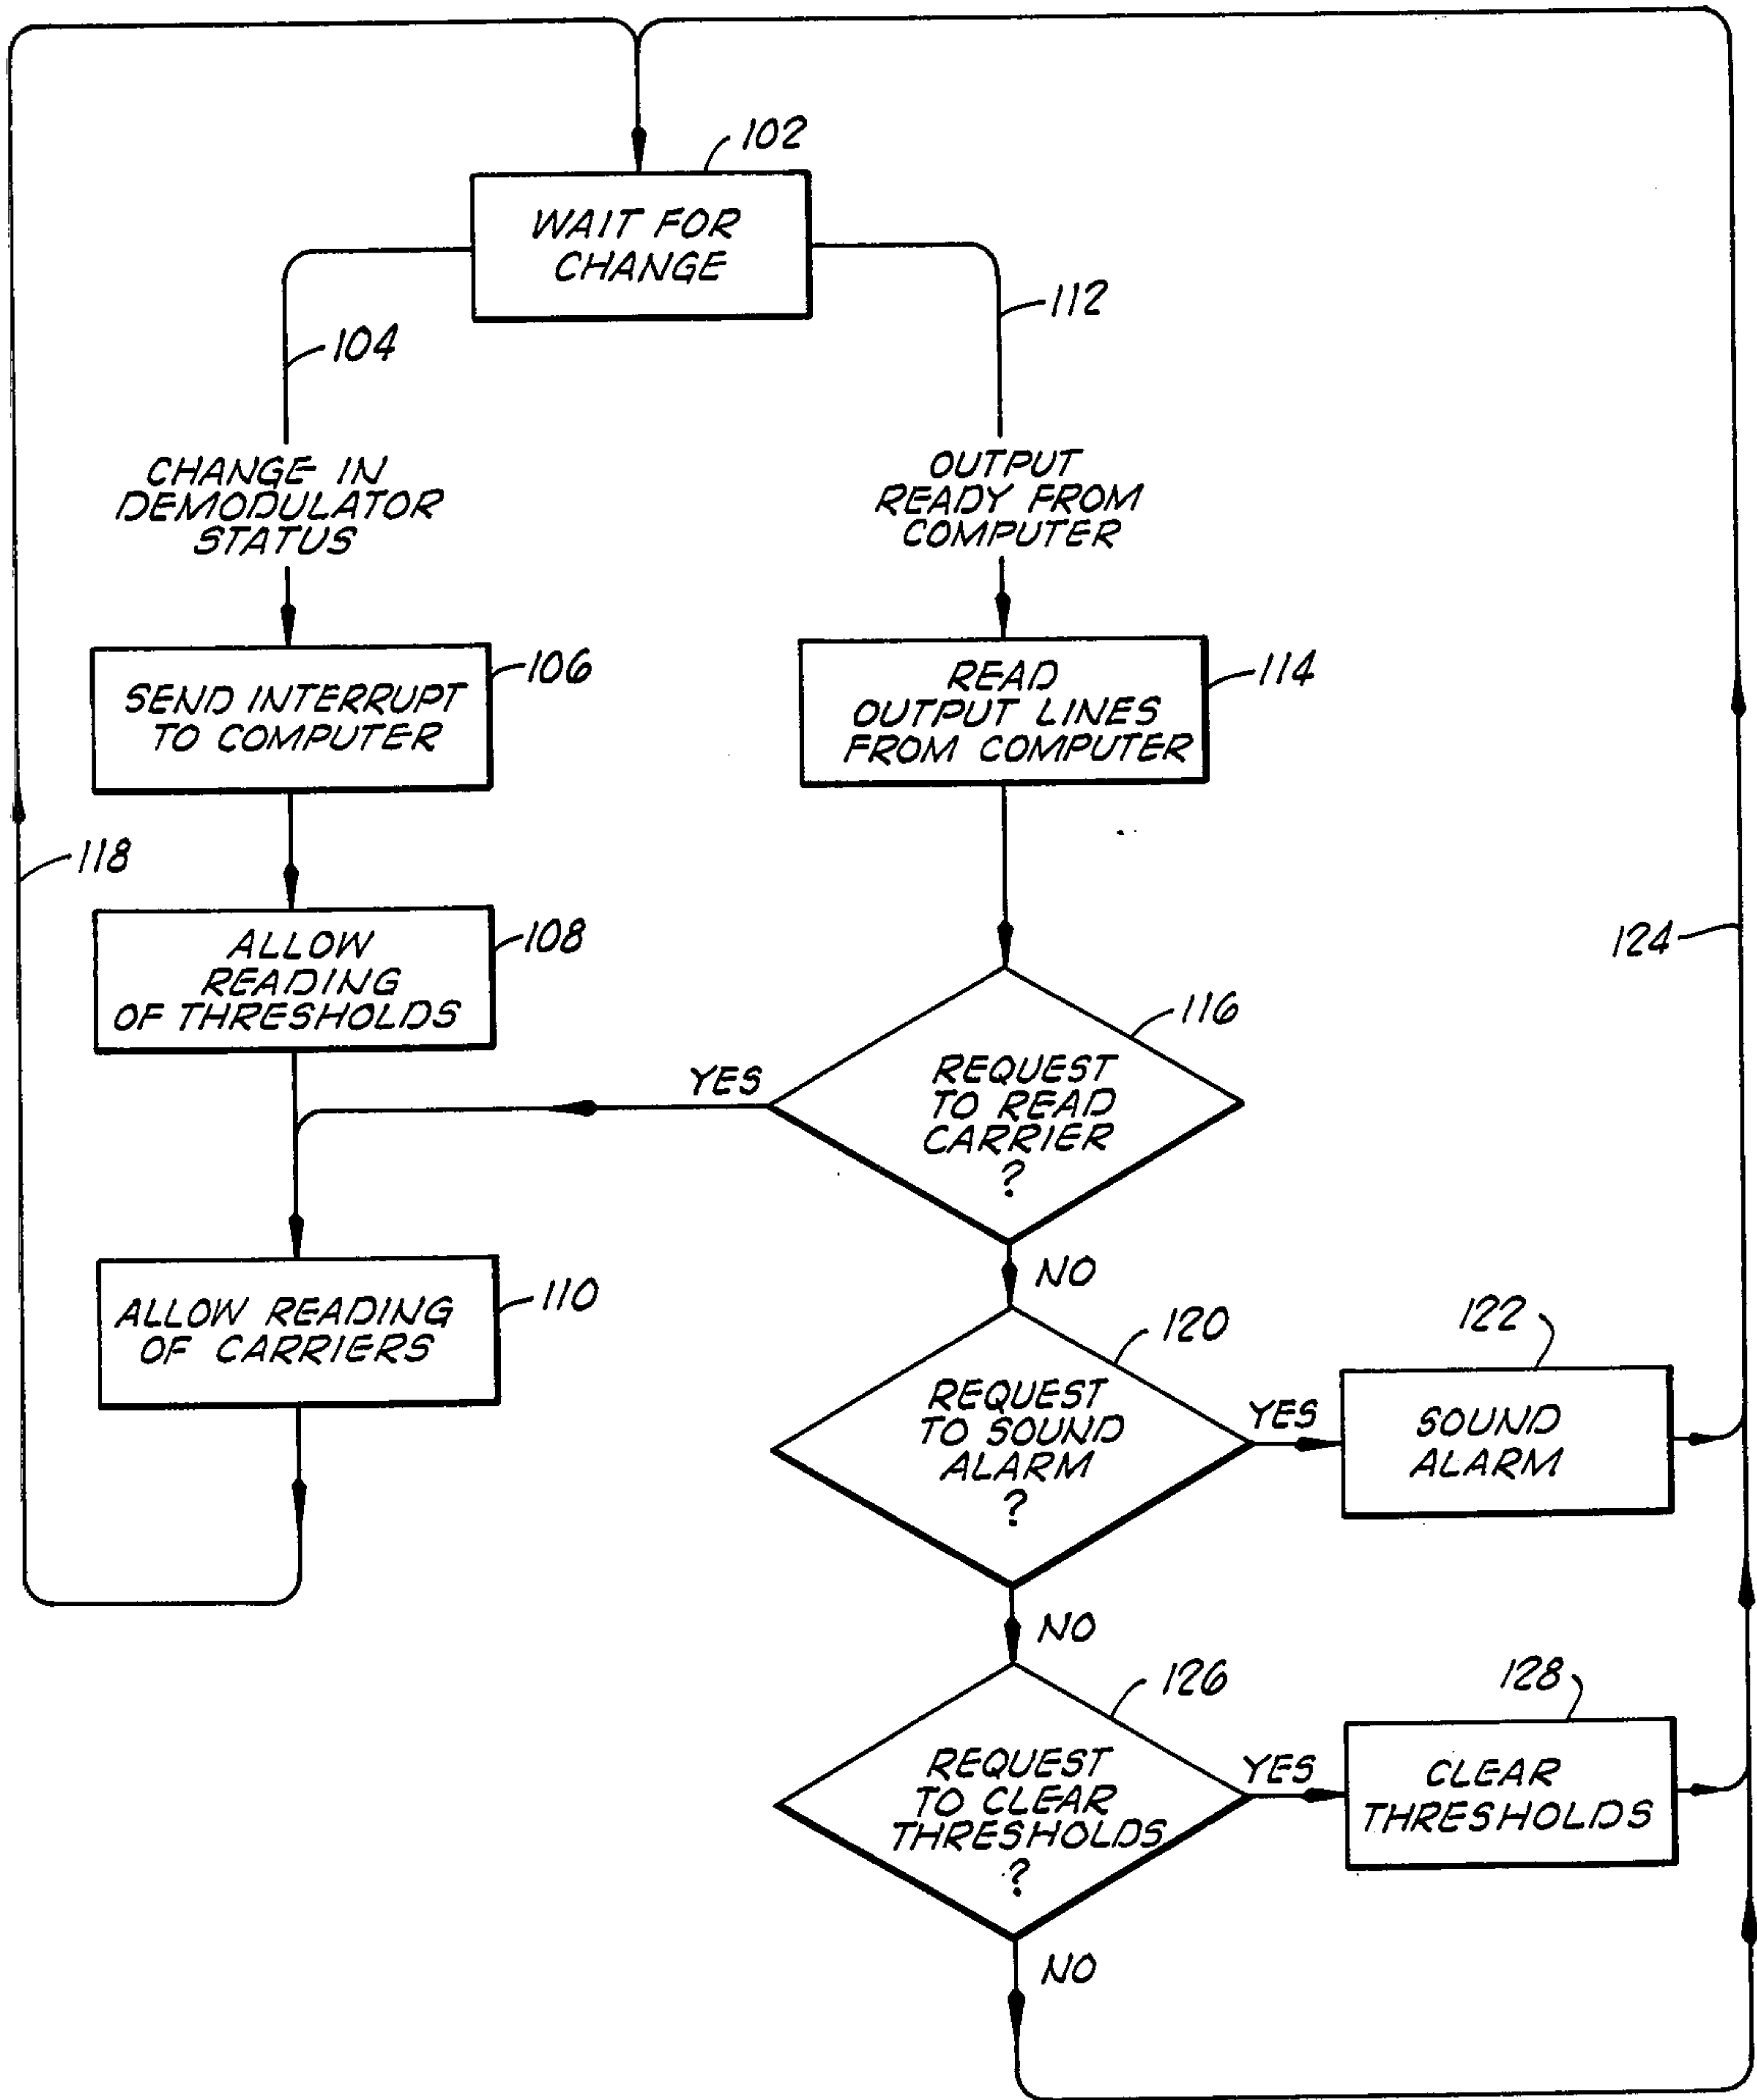 102
WAIT FOR
CHANGE
112
104
CHANGE IN
DEMODULATOR
STATUS
OUTPUT
READY FROM
COMPUTER
106
SEND INTERRUPT
TO COMPUTER
114
READ
OUTPUT LINES
FROM COMPUTER
118
108
ALLOW
READING
OF THRESHOLDS
124
116
REQUEST
TO READ
CARRIER
?
YES
NO
110
ALLOW READING
OF CARRIERS
120
REQUEST
TO SOUND
ALARM
?
YES
122
SOUND
ALARM
NO
126
REQUEST
TO CLEAR
THRESHOLDS
?
YES
128
CLEAR
THRESHOLDS
NO